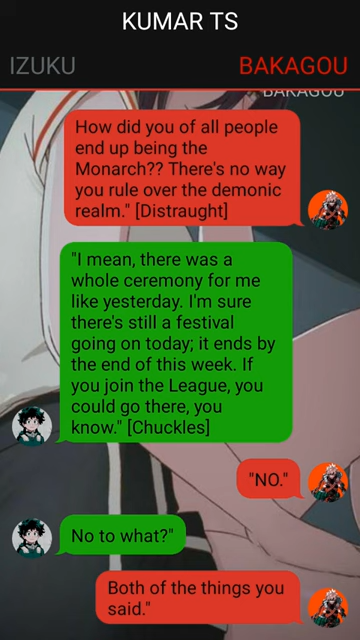 KUMAR TS
IZUKU
BAKAGOU
BAKAGOU
How did you of all people
end up being the
Monarch?? There's no way
you rule over the demonic
realm." [Distraught]
"I mean, there was a
whole ceremony for me
like yesterday. I'm sure
there's still a festival
going on today; it ends by
the end of this week. If
you join the League, you
could go there, you
know." [Chuckles]
"NO."
No to what?"
Both of the things you
said."